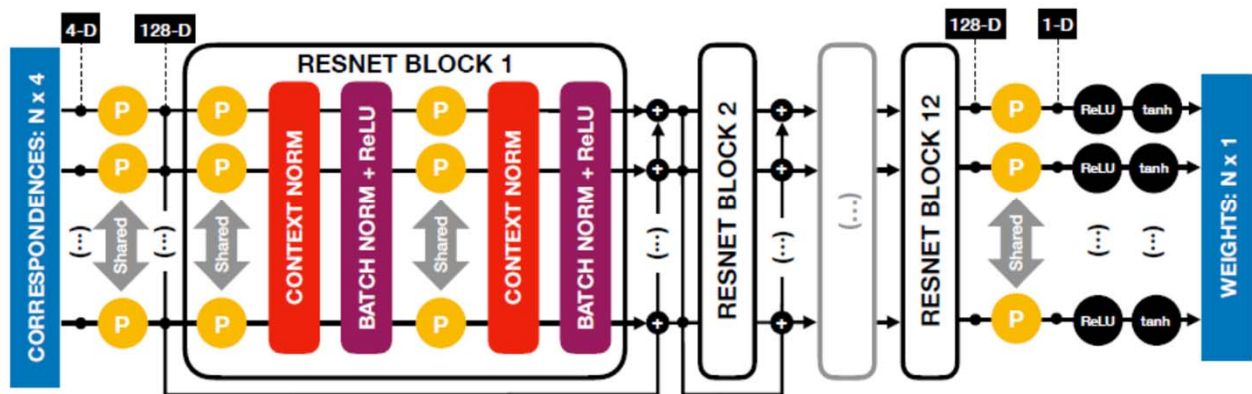 4-D
128-D
128-D
1-D
CORRESPONDENCES: N x 4
RESNET BLOCK 1
P
P
CONTEXT NORM
BATCH NORM + ReLU
P
CONTEXT NORM
BATCH NORM + ReLU
+
RESNET BLOCK 2
+
(...)
RESNET BLOCK 12
P
ReLU
tanh
WEIGHTS: N x 1
P
P
P
+
+
P
ReLU
tanh
(...)
Shared
(...)
Shared
Shared
(...)
(...)
Shared
(...)
(...)
P
P
P
+
+
P
ReLU
tanh